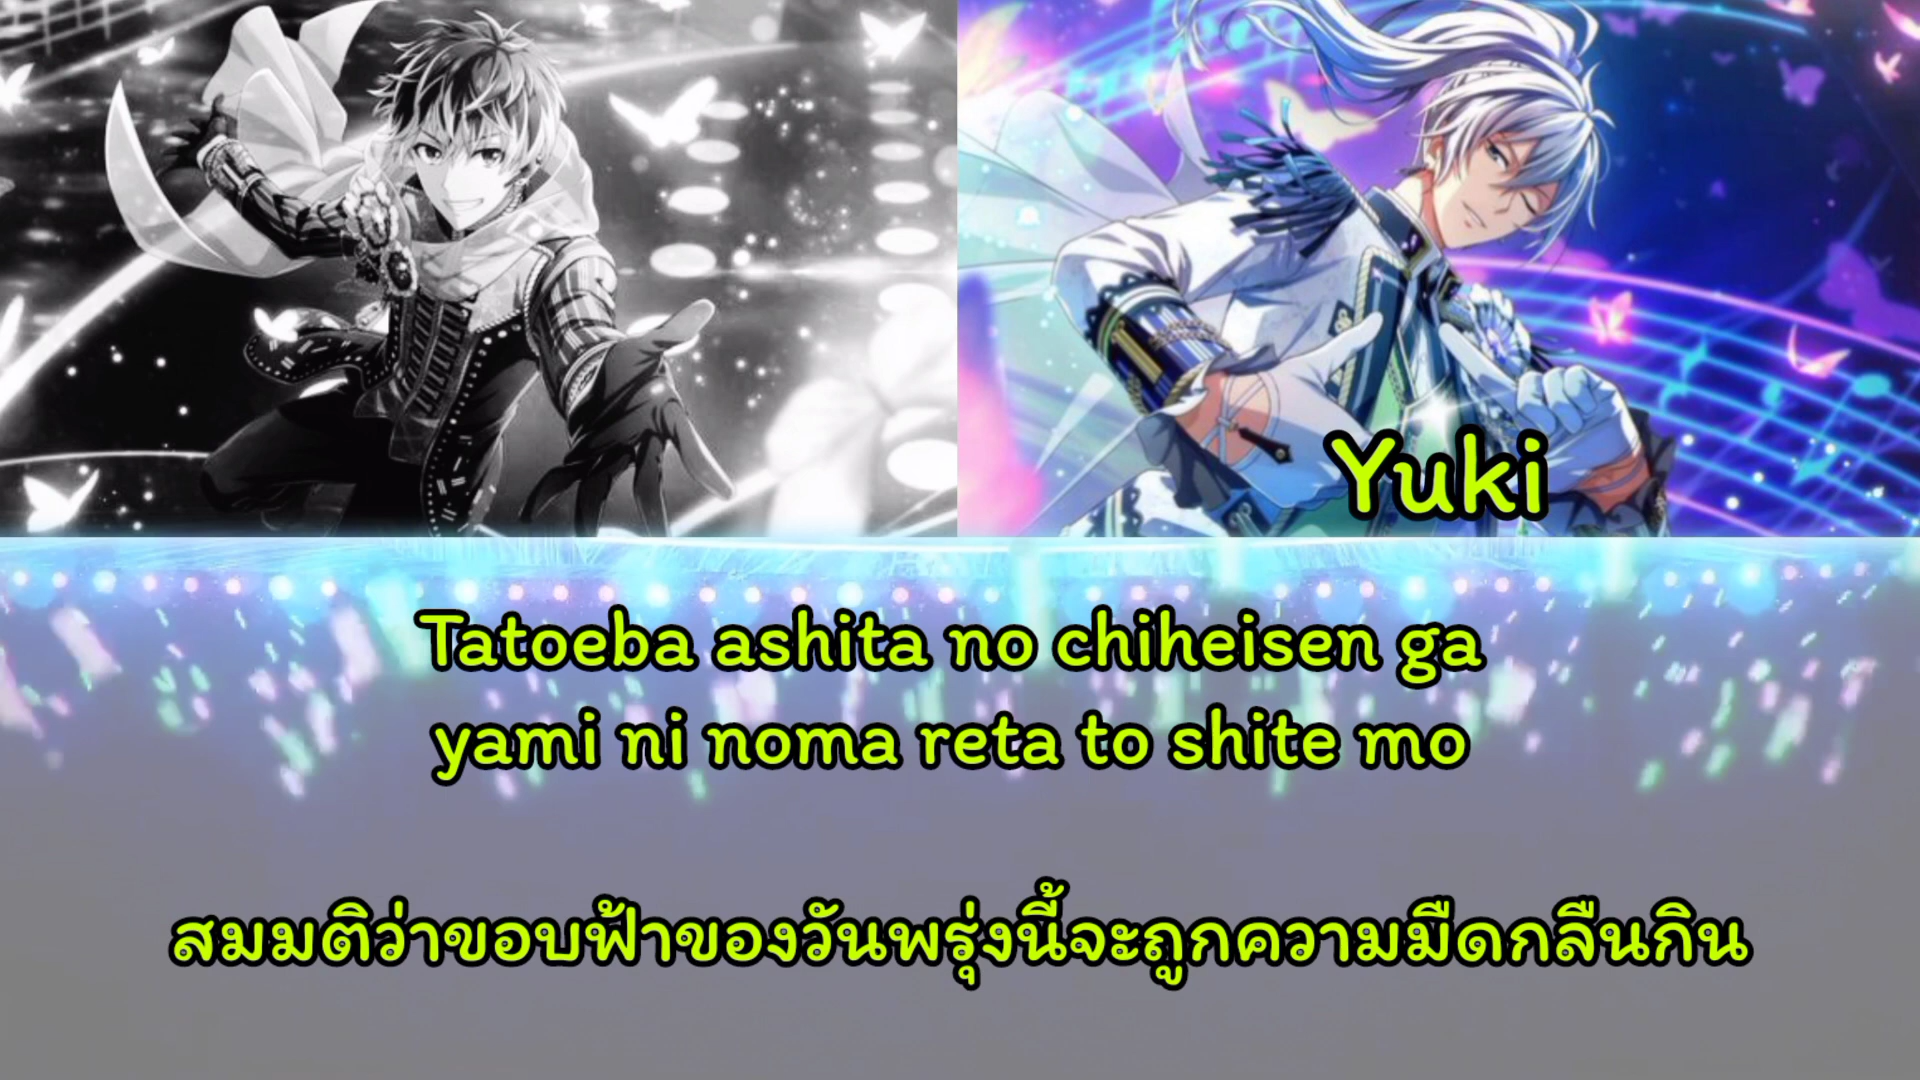 Yuki
Tatoeba ashita no chiheisen ga
yami ni noma reta to shite mo
สมมติว่าขอบฟ้าของวันพรุ่งนี้จะถูกความมืดกลืนกิน